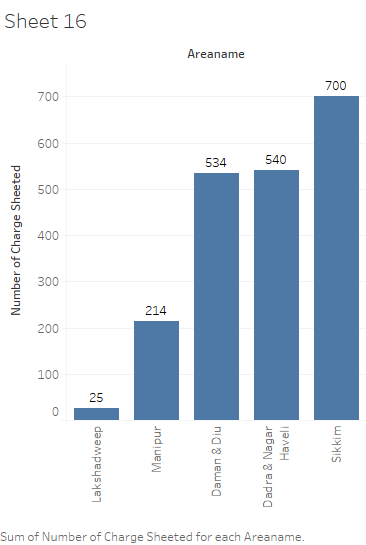 Sheet 16
Areaname
Number of Charge Sheeted
700
600
500
400
300
200
100
0
25
214
534
540
700
Lakshadweep
Manipur
Daman & Diu
Dadra & Nagar
Haveli
Sikkim
Sum of Number of Charge Sheeted for each Areaname.